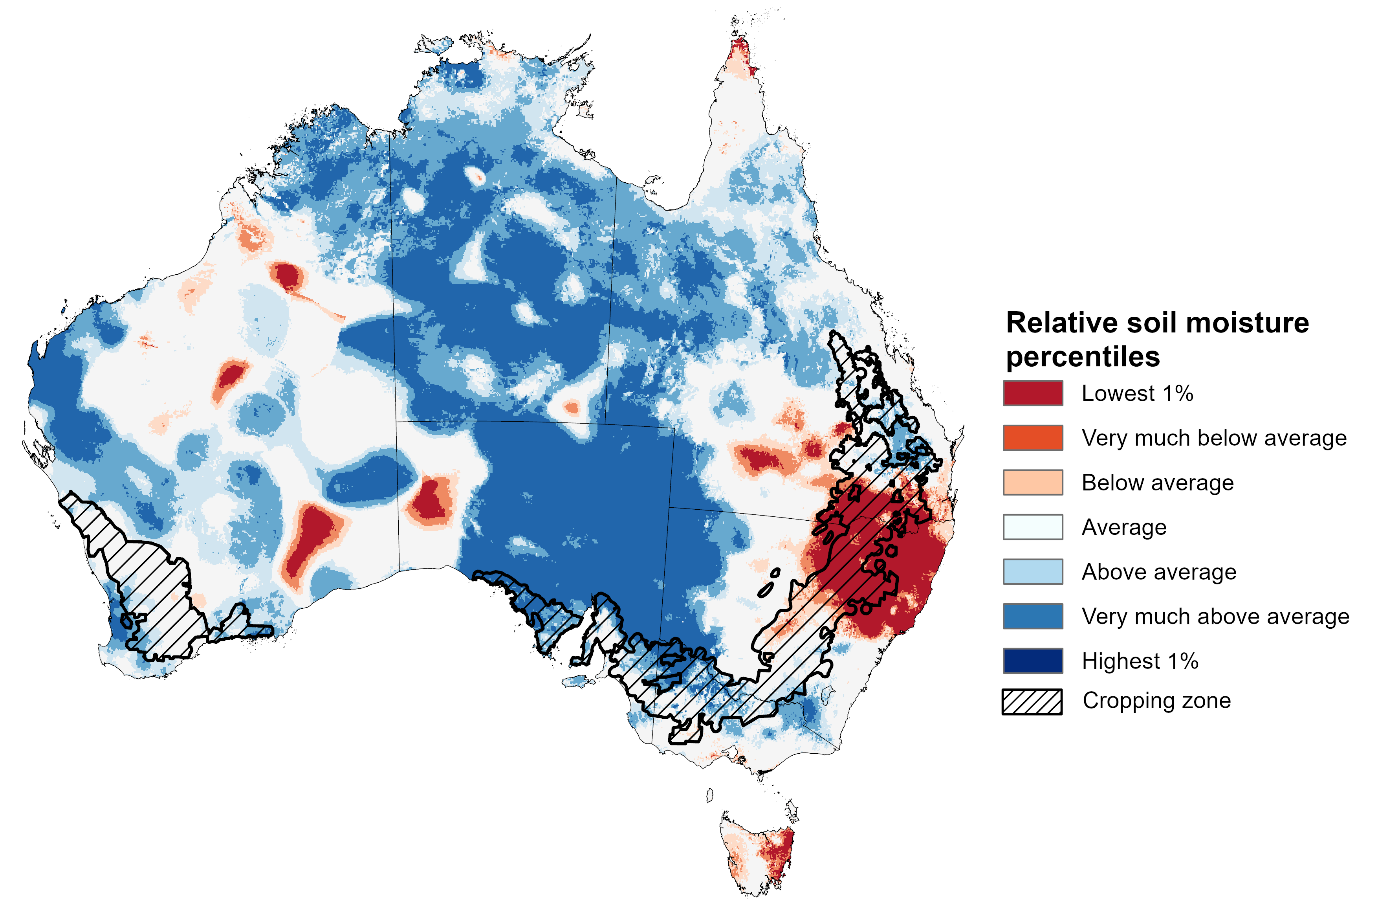 Relative soil moisture
percentiles
Lowest 1%
Very much below average
Below average
Average
Above average
Very much above average
Highest 1%
Cropping zone